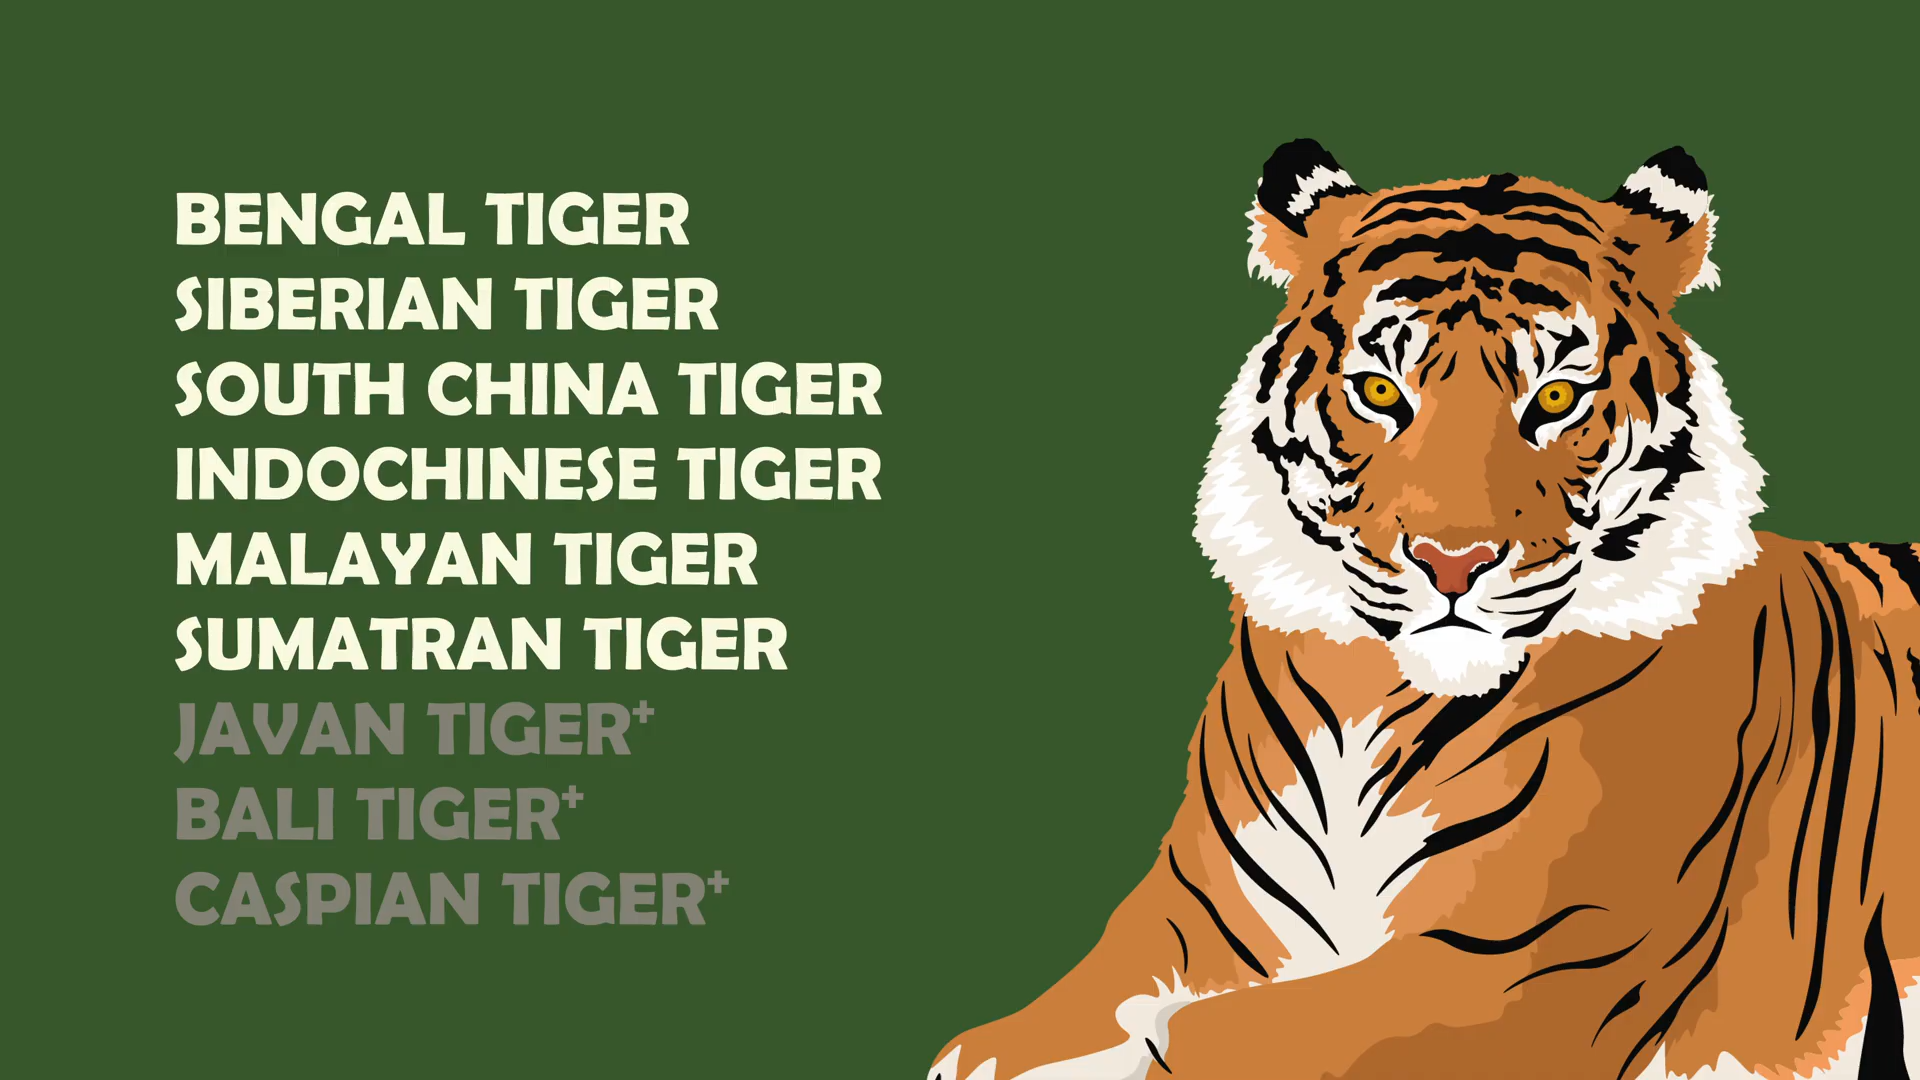 BENGAL TIGER
SIBERIAN TIGER
SOUTH CHINA TIGER
INDOCHINESE TIGER
MALAYAN TIGER
SUMATRAN TIGER
JAVAN TIGER⁺
BALI TIGER⁺
CASPIAN TIGER⁺